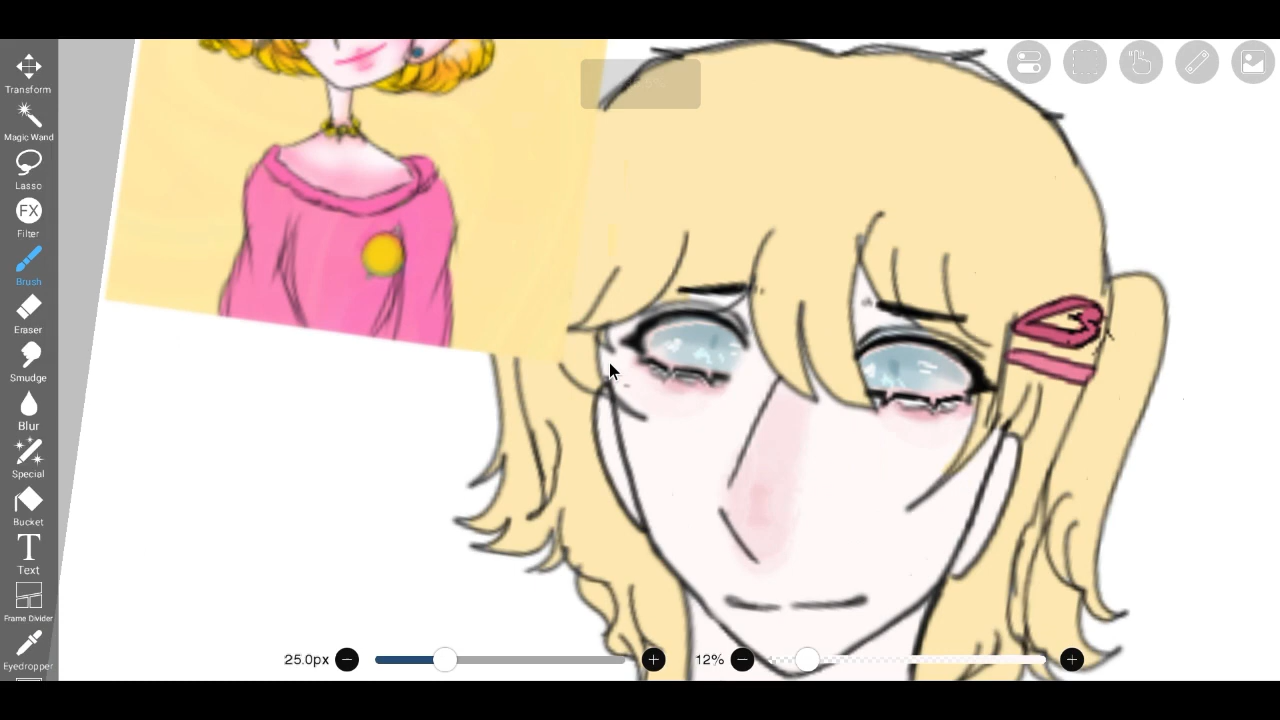 Transform
Magic Wand
Lasso
FX
Filter
Brush
Eraser
Smudge
Blur
Special
Bucket
T
Text
Frame Divider
Eyedropper
25.0px
12%